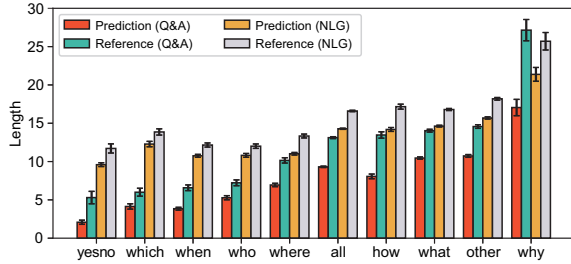 30
25
20
15
10
5
0
Length
Prediction (Q&A) Prediction (NLG)
Reference (Q&A) Reference (NLG)
yesno which when who where all how what other why